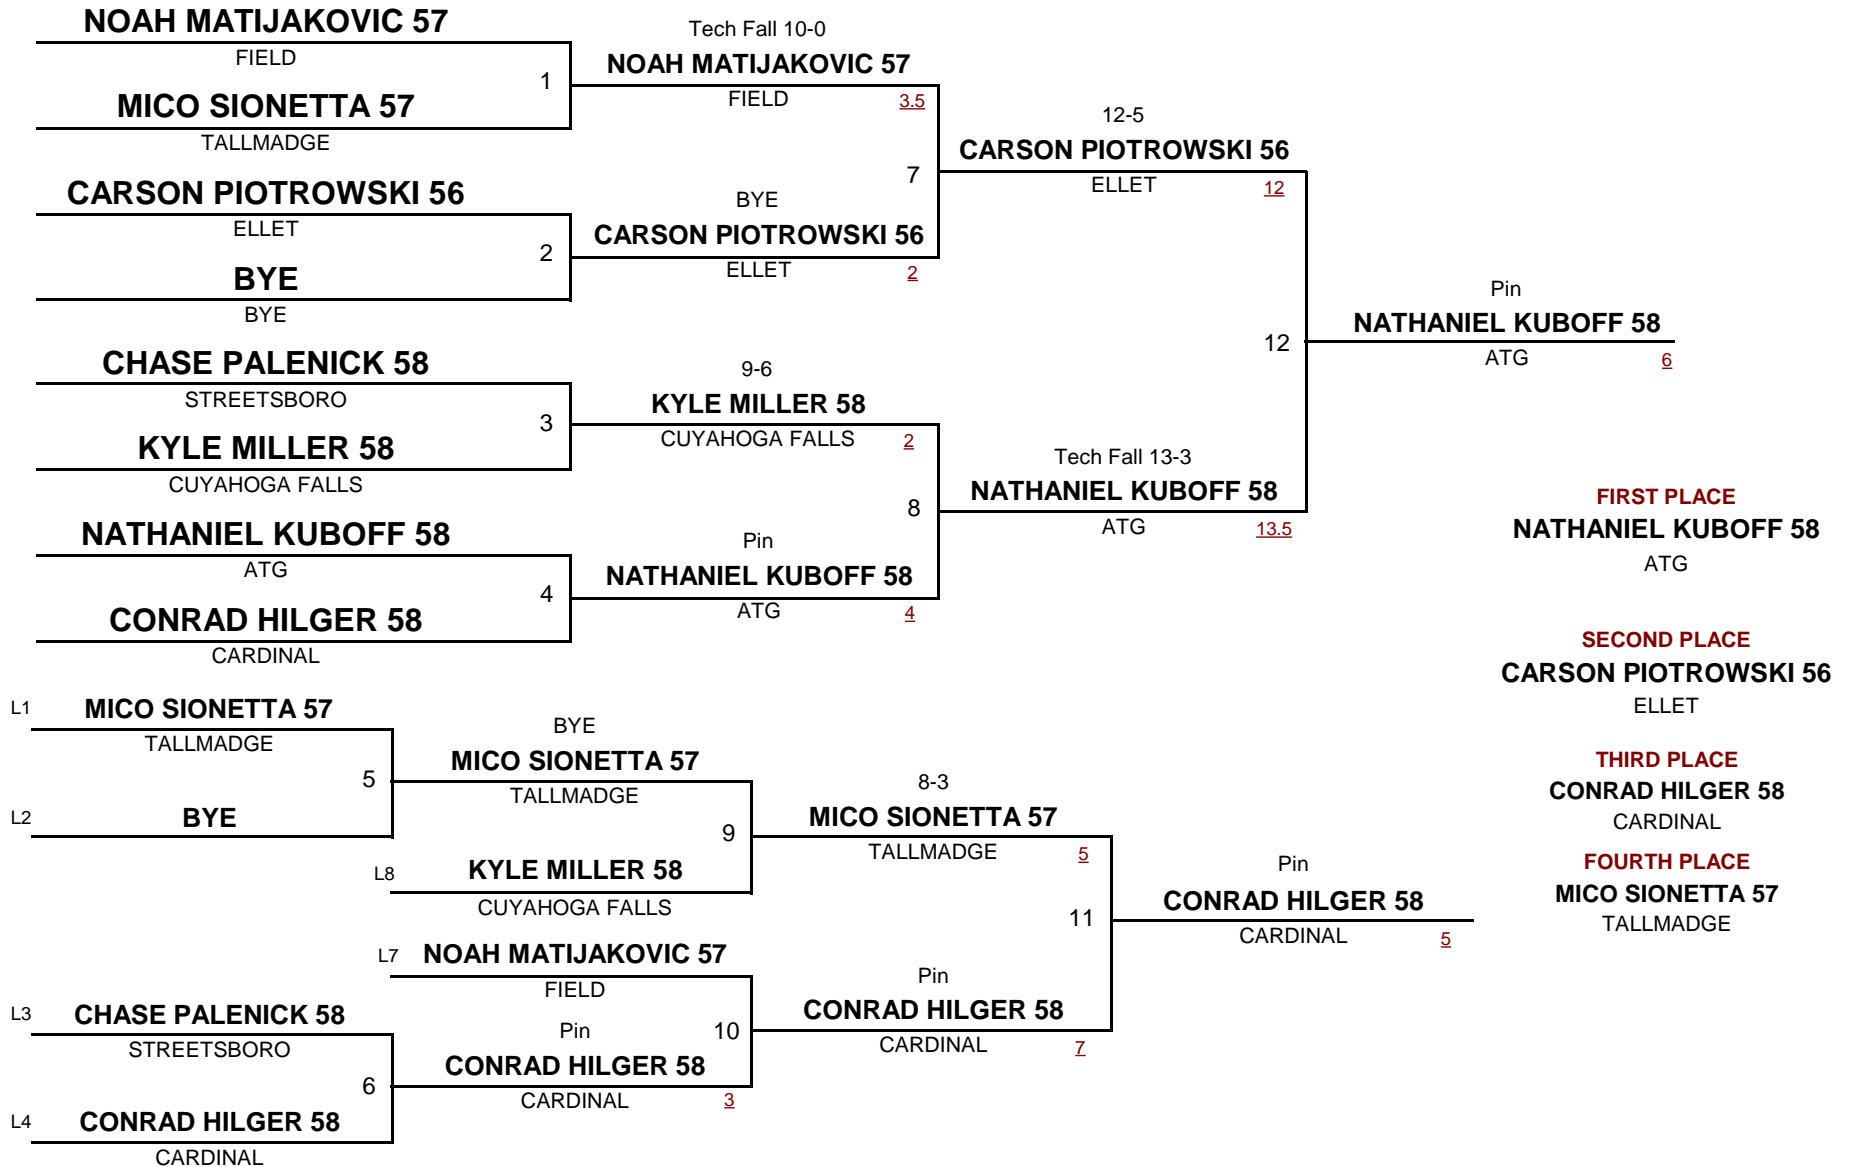 NOAH MATIJAKOVIC 57
FIELD
1
MICO SIONETTA 57
TALLMADGE
CARSON PIOTROWSKI 56
ELLET
2
BYE
BYE
CHASE PALENICK 58
STREETSBORO
3
KYLE MILLER 58
CUYAHOGA FALLS
NATHANIEL KUBOFF 58
ATG
4
CONRAD HILGER 58
CARDINAL
Tech Fall 10-0
NOAH MATIJAKOVIC 57
FIELD 3.5
7
BYE
CARSON PIOTROWSKI 56
ELLET 2
9-6
KYLE MILLER 58
CUYAHOGA FALLS 2
8
Pin
NATHANIEL KUBOFF 58
ATG 4
12-5
CARSON PIOTROWSKI 56
ELLET 12
12
Tech Fall 13-3
NATHANIEL KUBOFF 58
ATG 13.5
Pin
NATHANIEL KUBOFF 58
ATG 6
FIRST PLACE
NATHANIEL KUBOFF 58
ATG
SECOND PLACE
CARSON PIOTROWSKI 56
ELLET
THIRD PLACE
CONRAD HILGER 58
CARDINAL
FOURTH PLACE
MICO SIONETTA 57
TALLMADGE
L1 MICO SIONETTA 57
TALLMADGE
5
L2 BYE
L3 CHASE PALENICK 58
STREETSBORO
6
L4 CONRAD HILGER 58
CARDINAL
BYE
MICO SIONETTA 57
TALLMADGE
9
L8 KYLE MILLER 58
CUYAHOGA FALLS
L7 NOAH MATIJAKOVIC 57
FIELD
Pin 10
CONRAD HILGER 58
CARDINAL 3
8-3
MICO SIONETTA 57
TALLMADGE 5
11
Pin
CONRAD HILGER 58
CARDINAL 7
Pin
CONRAD HILGER 58
CARDINAL 5